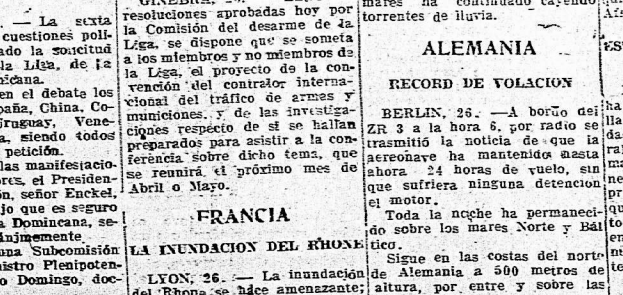 .— La sexta
cuestiones polí-
ado la solicitud
la Liga, de
icana.
en el debate los
paña, China, Co-
ruguay, Vene-
a, siendo todos
petición.
las manifestacio-
ores, el Presiden-
ón, señor Enckel,
jo que es seguro
a Domincana, se-
ánjmemente
una Subcomisión
nistro Plenipoten-
o Domingo, doc-
resoluciones aprobadas hoy por
la Comisión del desarme de la
Liga, se dispone que se someta
a los miembros y no miembros de
la Liga, el proyecto de la con-
vención del contralor interna-
cional del tráfico de armas y
municiones, y de las investiga-
ciones respecto de si se hallan
preparados para asistir a la con-
ferencia sobre dicho tema, que
se reunirá el próximo mes de
Abril o Mayo.
FRANCIA
LA INUNDACION DEL RHONE
LYON, 26. — La inundación
del Rhona se hace amenazante;
mares ha continuado cayendo
torrentes de lluvia.
ALEMANIA
RECORD DE VOLACION
BERLIN, 26. —A bordo del
ZR 3 a la hora 6, por radio se
trasmitió la noticia de que la
aereonave ha mantenido hasta
ahora 24 horas de vuelo, sin
que sufriera ninguna detención
el motor.
Toda la noche ha permaneci-
do sobre los mares Norte y Bál
tico.
Sigue en las costas del norte
de Alemania a 500 metros de
altura, por entre y sobre las